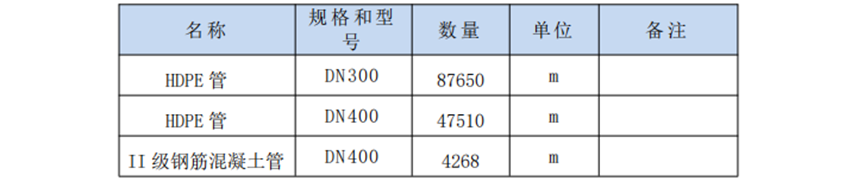 名称 规格和型号 数量 单位 备注
HDPE 管 DN300 87650 m
HDPE 管 DN400 47510 m
II 级钢筋混凝土管 DN400 4268 m